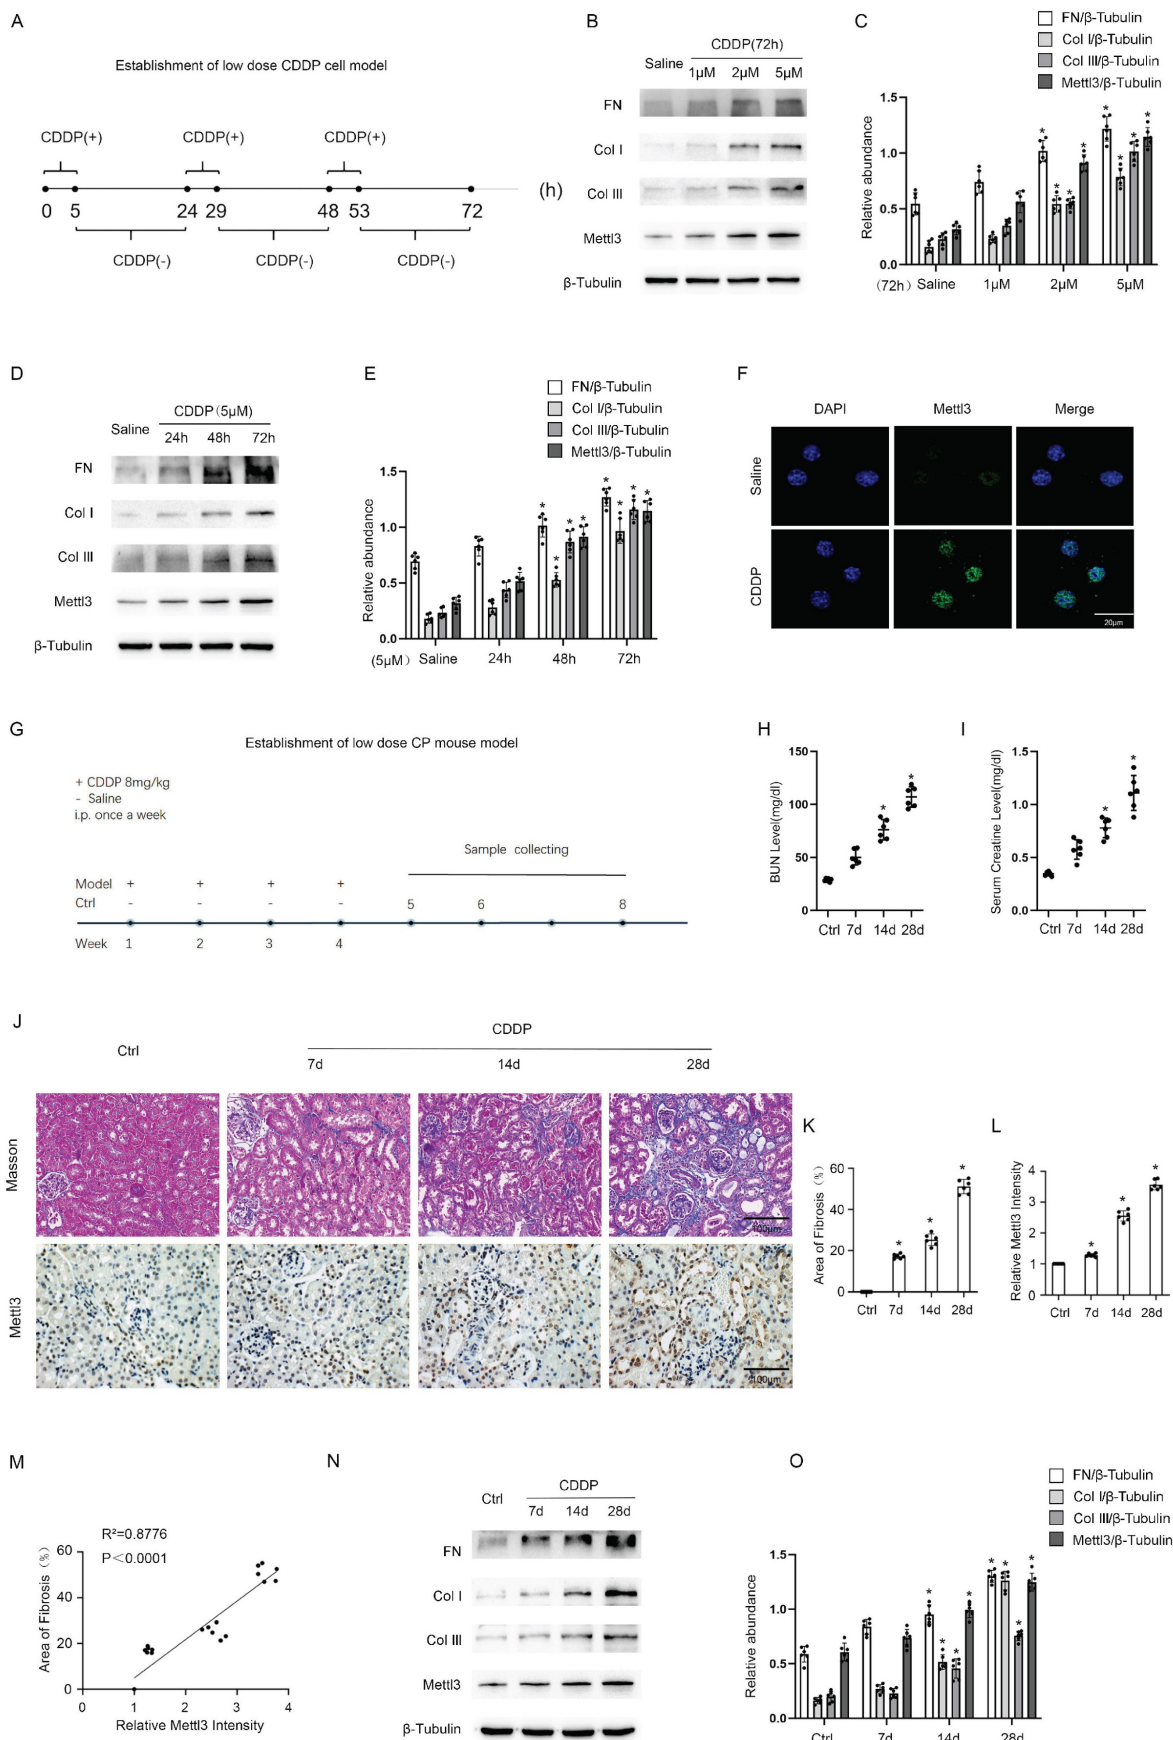 A
Establishment of low dose CDDP cell model
CDDP(+) CDDP(+) CDDP(+)
0 5 24 29 48 53 72 (h)
CDDP(-) CDDP(-) CDDP(-)
B
CDDP(72h)
Saline 1μM 2μM 5μM
FN
Col I
Col III
Mettl3
β-Tubulin
C
FN/β-Tubulin
Col I/β-Tubulin
Col III/β-Tubulin
Mettl3/β-Tubulin
Relative abundance
1.5
1.0
0.5
0.0
* * * * * * * *
(72h) Saline 1μM 2μM 5μM
D
CDDP(5μM)
Saline 24h 48h 72h
FN
Col I
Col III
Mettl3
β-Tubulin
E
FN/β-Tubulin
Col I/β-Tubulin
Col III/β-Tubulin
Mettl3/β-Tubulin
Relative abundance
1.5
1.0
0.5
0.0
* * * * * * * *
(5μM) Saline 24h 48h 72h
F
DAPI Mettl3 Merge
Saline
CDDP
20μm
G
Establishment of low dose CP mouse model
+ CDDP 8mg/kg
- Saline
i.p. once a week
Sample collecting
Model + + + +
Ctrl - - - - 5 6 8
Week 1 2 3 4
H
BUN Level(mg/dl)
150
100
50
0
* *
Ctrl 7d 14d 28d
I
Serum Creatine Level(mg/dl)
1.5
1.0
0.5
0.0
* *
Ctrl 7d 14d 28d
J
CDDP
Ctrl 7d 14d 28d
Masson
100μm
Mettl3
100μm
K
Area of Fibrosis (%)
60
40
20
0
* * *
Ctrl 7d 14d 28d
L
Relative Mettl3 Intensity
4
3
2
1
0
* * *
Ctrl 7d 14d 28d
M
R²=0.8776
P<0.0001
Area of Fibrosis (%)
60
40
20
0
0 1 2 3 4
Relative Mettl3 Intensity
N
CDDP
Ctrl 7d 14d 28d
FN
Col I
Col III
Mettl3
β-Tubulin
O
FN/β-Tubulin
Col I/β-Tubulin
Col III/β-Tubulin
Mettl3/β-Tubulin
Relative abundance
1.5
1.0
0.5
0.0
* * * * * * * *
Ctrl 7d 14d 28d